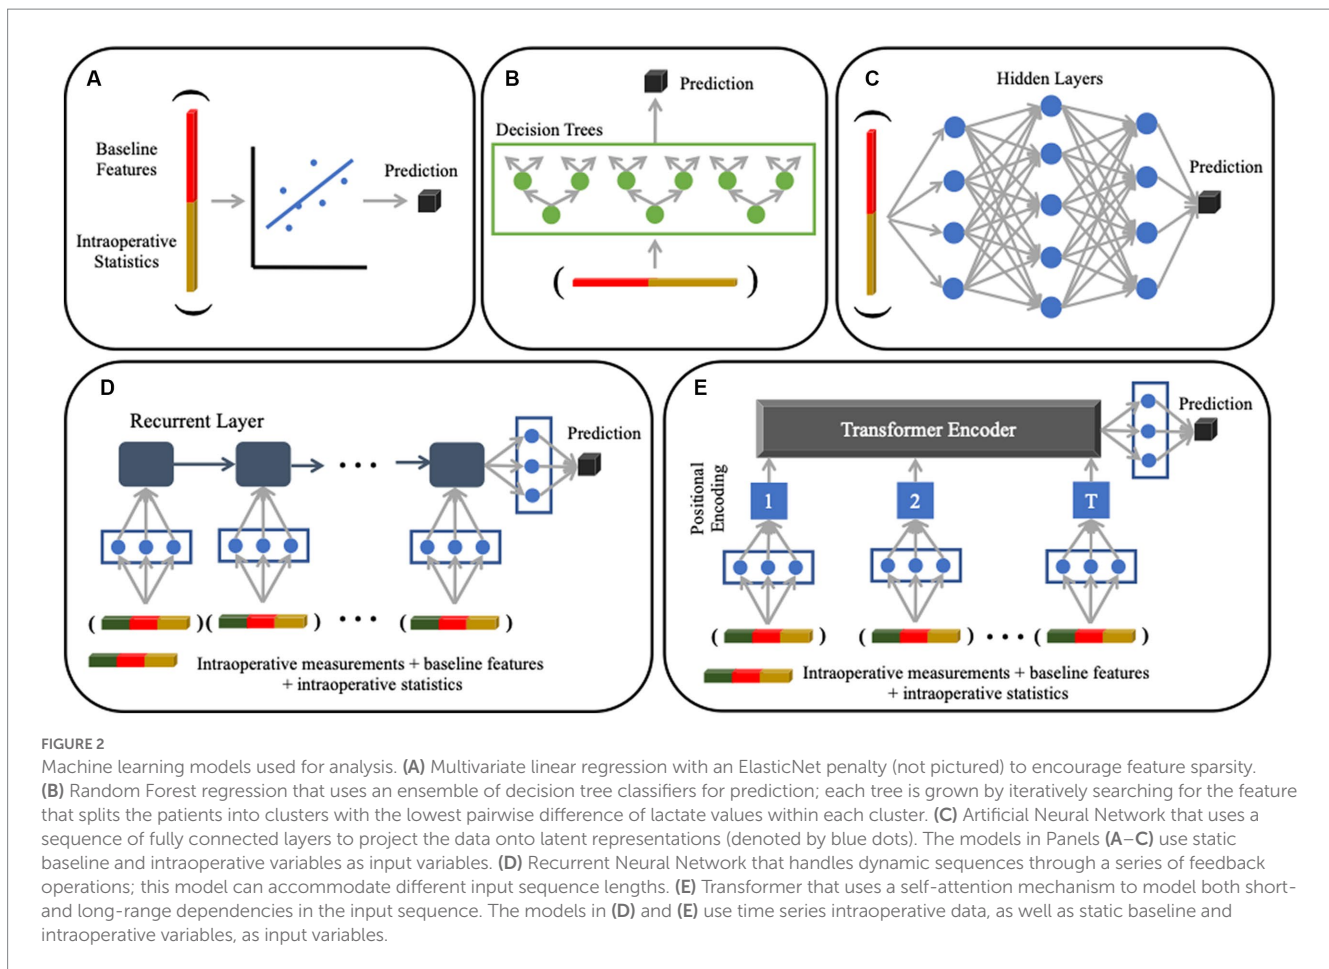 A
Baseline
Features
Intraoperative
Statistics
Prediction
B
Prediction
Decision Trees
( )
C
Hidden Layers
Prediction
D
Recurrent Layer
Prediction
• • •
( )( ) • • • ( )
Intraoperative measurements + baseline features
+ intraoperative statistics
E
Transformer Encoder
Prediction
Positional
Encoding
1 2 T
( ) ( ) • • • ( )
Intraoperative measurements + baseline features
+ intraoperative statistics
FIGURE 2
Machine learning models used for analysis. (A) Multivariate linear regression with an ElasticNet penalty (not pictured) to encourage feature sparsity.
(B) Random Forest regression that uses an ensemble of decision tree classifiers for prediction; each tree is grown by iteratively searching for the feature
that splits the patients into clusters with the lowest pairwise difference of lactate values within each cluster. (C) Artificial Neural Network that uses a
sequence of fully connected layers to project the data onto latent representations (denoted by blue dots). The models in Panels (A–C) use static
baseline and intraoperative variables as input variables. (D) Recurrent Neural Network that handles dynamic sequences through a series of feedback
operations; this model can accommodate different input sequence lengths. (E) Transformer that uses a self-attention mechanism to model both short-
and long-range dependencies in the input sequence. The models in (D) and (E) use time series intraoperative data, as well as static baseline and
intraoperative variables, as input variables.